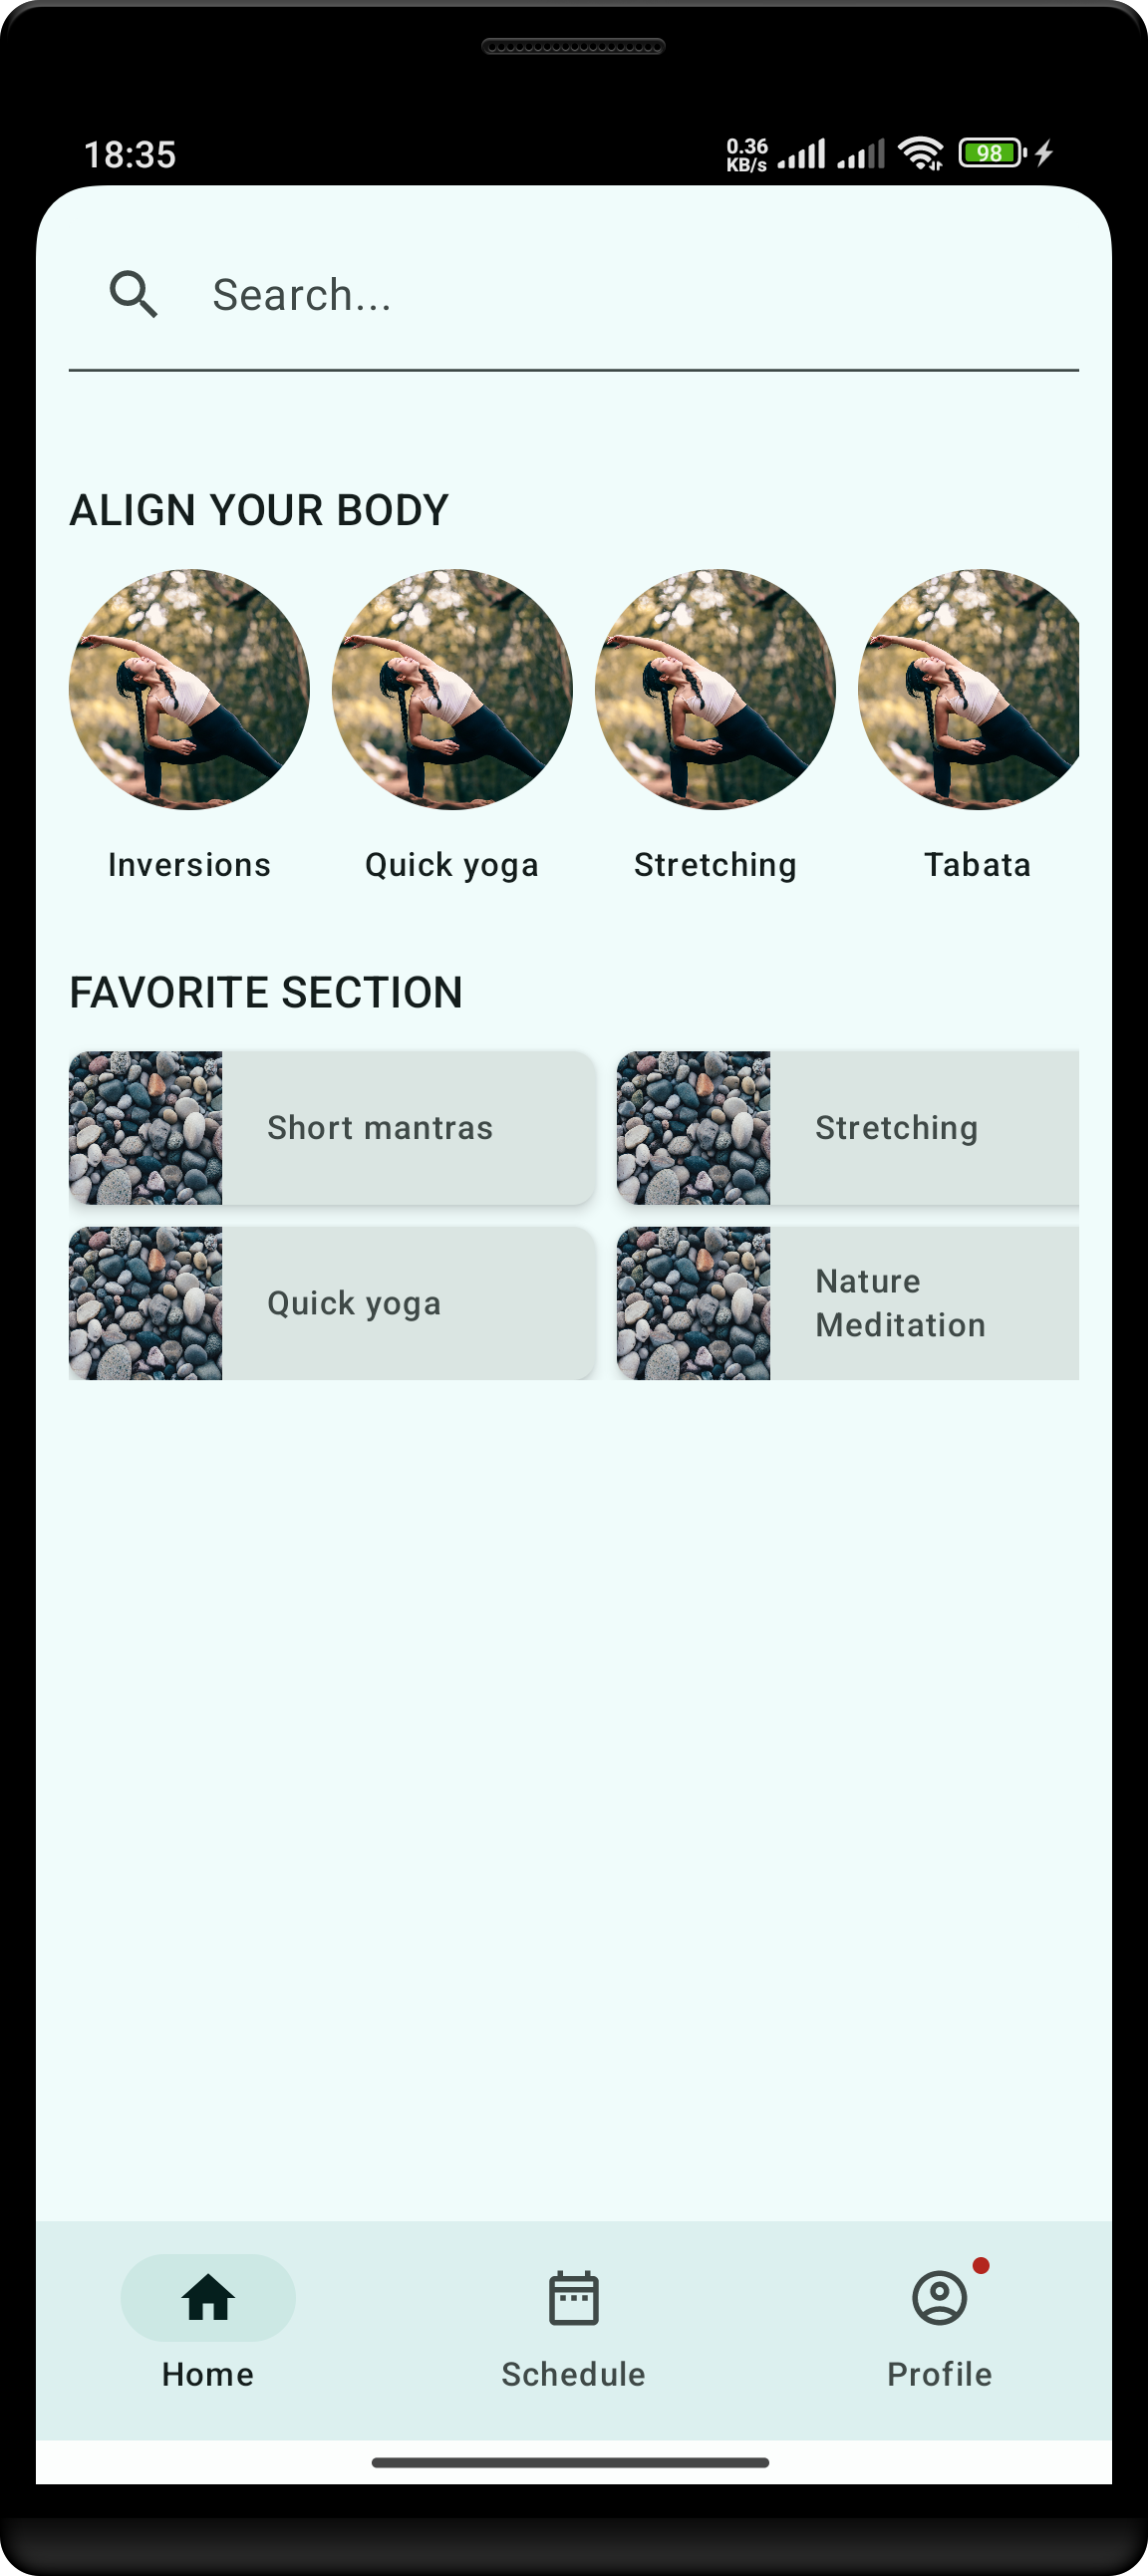 18:35
0.36
KB/s
98
Search...
ALIGN YOUR BODY
Inversions
Quick yoga
Stretching
Tabata
FAVORITE SECTION
Short mantras
Stretching
Quick yoga
Nature
Meditation
Home
Schedule
Profile